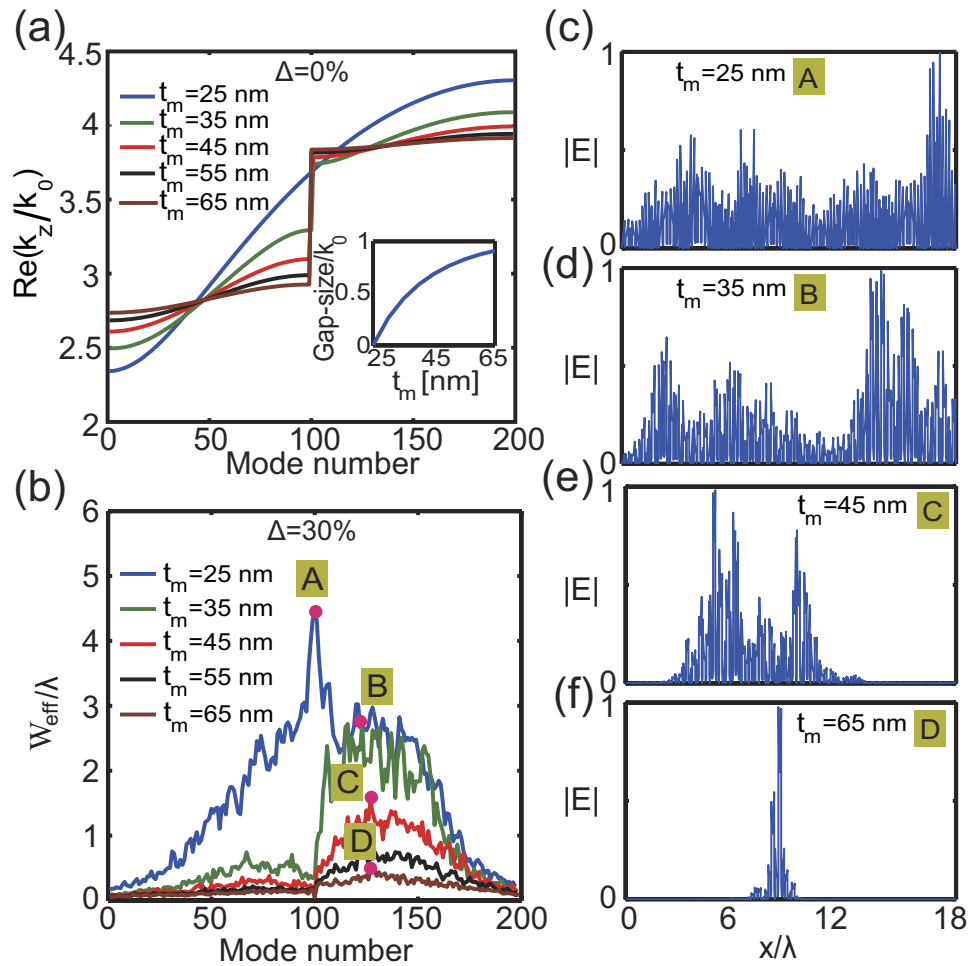 (a)
Δ=0%
4.5
4
3.5
3
2.5
2
Re(k_z/k_0)
t_m=25 nm
t_m=35 nm
t_m=45 nm
t_m=55 nm
t_m=65 nm
Gap-size/k_0
1
0.5
0
25 45 65
t_m [nm]
0 50 100 150 200
Mode number
(b)
Δ=30%
6
5
4
3
2
1
0
W_eff/λ
t_m=25 nm
t_m=35 nm
t_m=45 nm
t_m=55 nm
t_m=65 nm
A
B
C
D
0 50 100 150 200
Mode number
(c)
1
t_m=25 nm A
|E|
0
(d)
1
t_m=35 nm B
|E|
0
(e)
1
t_m=45 nm C
|E|
0
(f)
1
t_m=65 nm D
|E|
0
0 6 12 18
x/λ